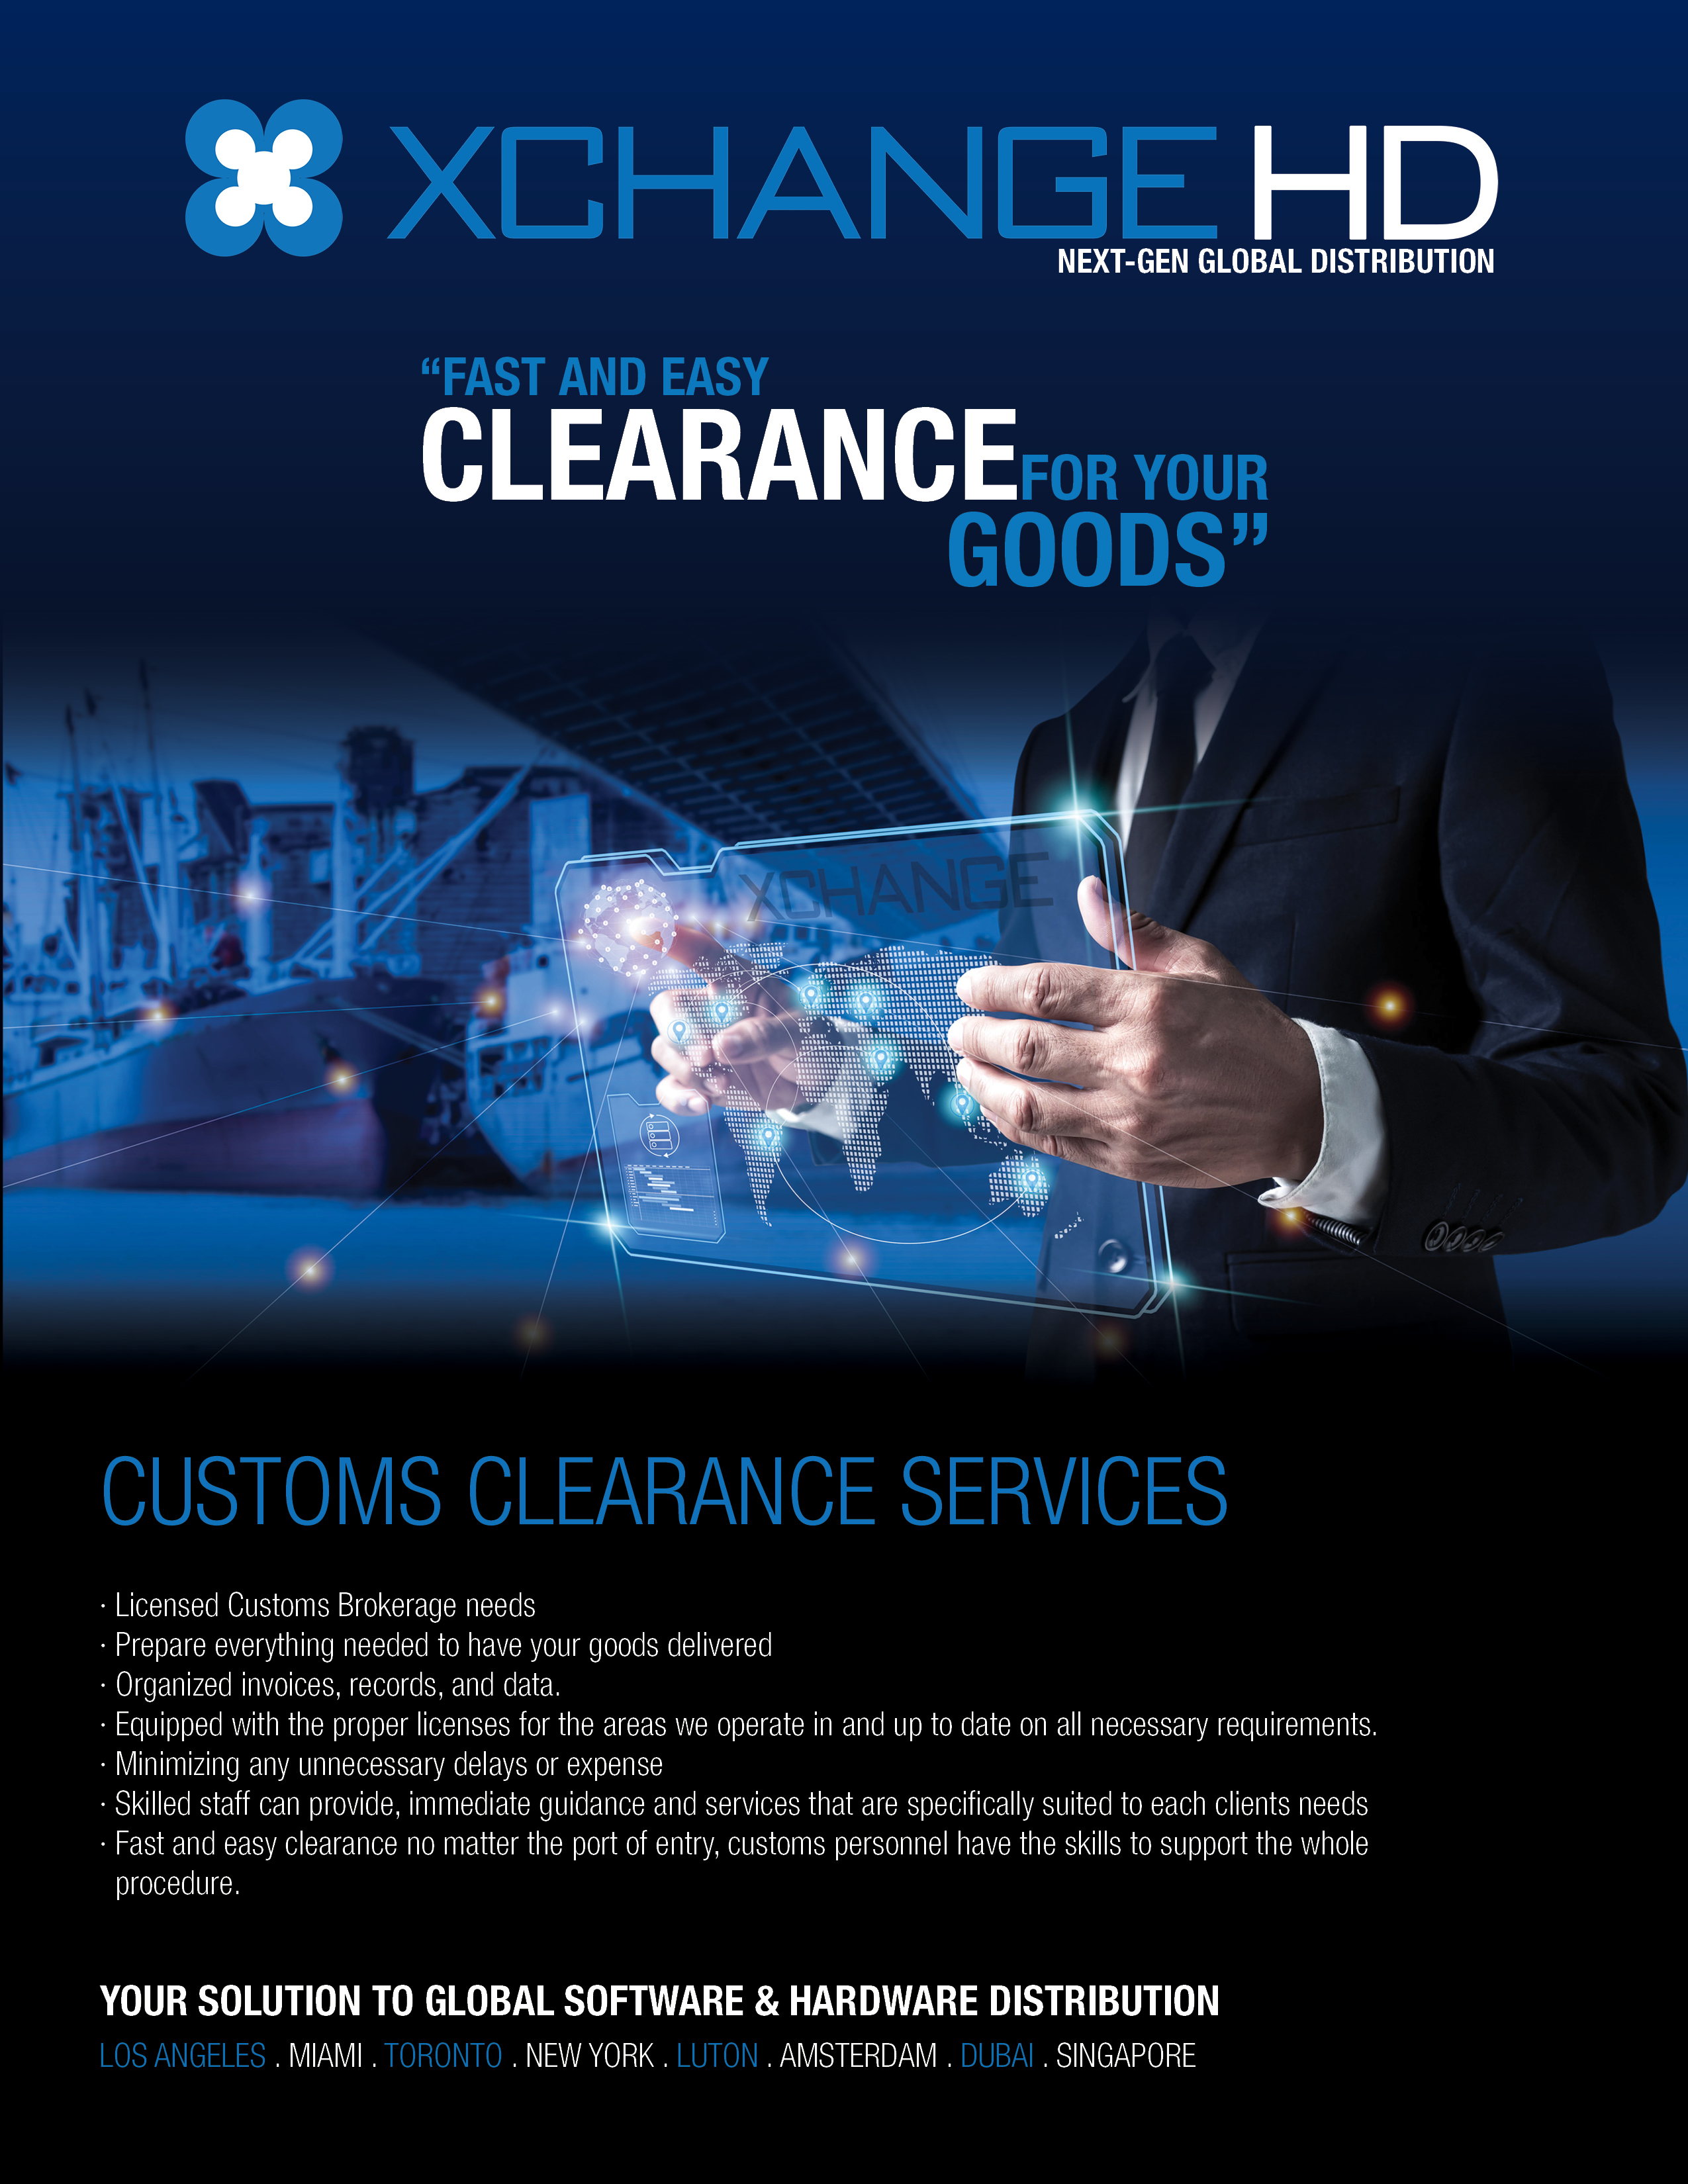 XCHANGE HD
NEXT-GEN GLOBAL DISTRIBUTION
“FAST AND EASY
CLEARANCE FOR YOUR
GOODS”
XCHANGE
CUSTOMS CLEARANCE SERVICES
· Licensed Customs Brokerage needs
· Prepare everything needed to have your goods delivered
· Organized invoices, records, and data.
· Equipped with the proper licenses for the areas we operate in and up to date on all necessary requirements.
· Minimizing any unnecessary delays or expense
· Skilled staff can provide, immediate guidance and services that are specifically suited to each clients needs
· Fast and easy clearance no matter the port of entry, customs personnel have the skills to support the whole
procedure.
YOUR SOLUTION TO GLOBAL SOFTWARE & HARDWARE DISTRIBUTION
LOS ANGELES . MIAMI . TORONTO . NEW YORK . LUTON . AMSTERDAM . DUBAI . SINGAPORE